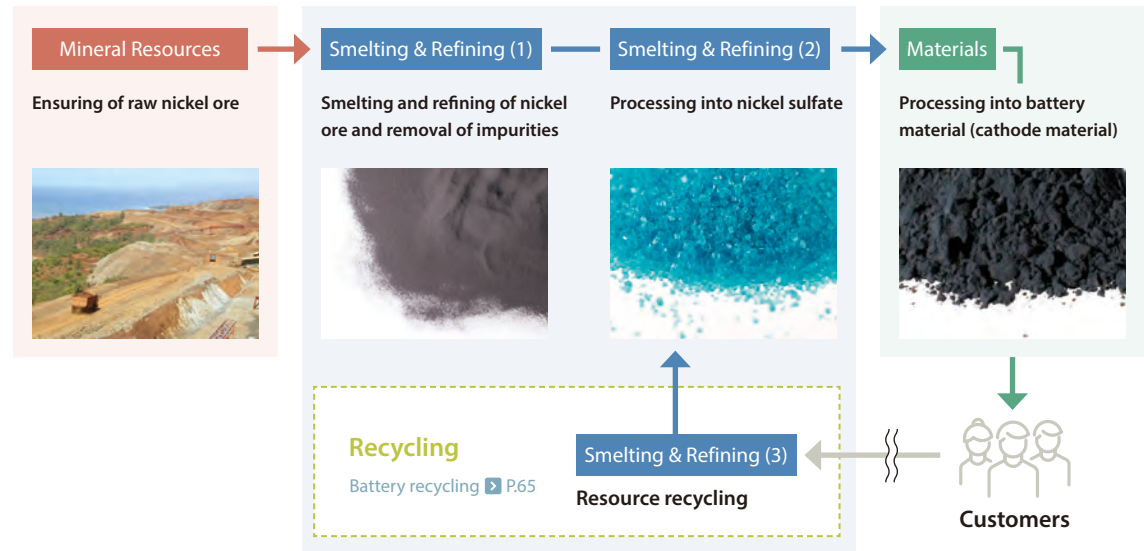 Mineral Resources
Smelting & Refining (1)
Smelting & Refining (2)
Materials
Ensuring of raw nickel ore
Smelting and refining of nickel
ore and removal of impurities
Processing into nickel sulfate
Processing into battery
material (cathode material)
Recycling
Battery recycling P.65
Smelting & Refining (3)
Resource recycling
Customers